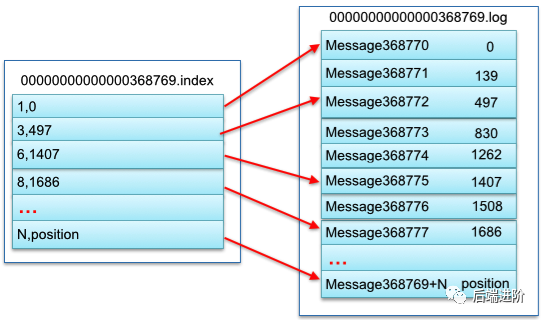 00000000000000368769.index
1,0
3,497
6,1407
8,1686
...
N,position
00000000000000368769.log
Message368770 0
Message368771 139
Message368772 497
Message368773 830
Message368774 1262
Message368775 1407
Message368776 1508
Message368777 1686
...
Message368769+N position
后端进阶